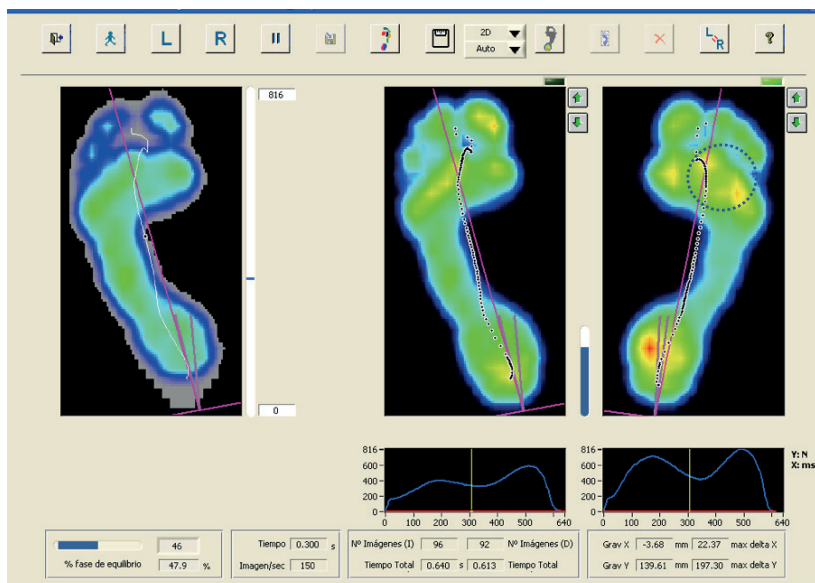 L R 2D
Auto L R ?
816
0
816
600
400
200
0
0 100 200 300 400 500 640
816
600
400
200
0
0 100 200 300 400 500 640
Y: N
X: ms
46
% fase de equilibrio 47.9 %
Tiempo 0.300 s
Imagen/sec 150
Nº Imágenes (I) 96 92 Nº Imágenes (D)
Tiempo Total 0.640 s 0.613 Tiempo Total
Grav X -3.68 mm 22.37 max delta X
Grav Y 139.61 mm 197.30 max delta Y